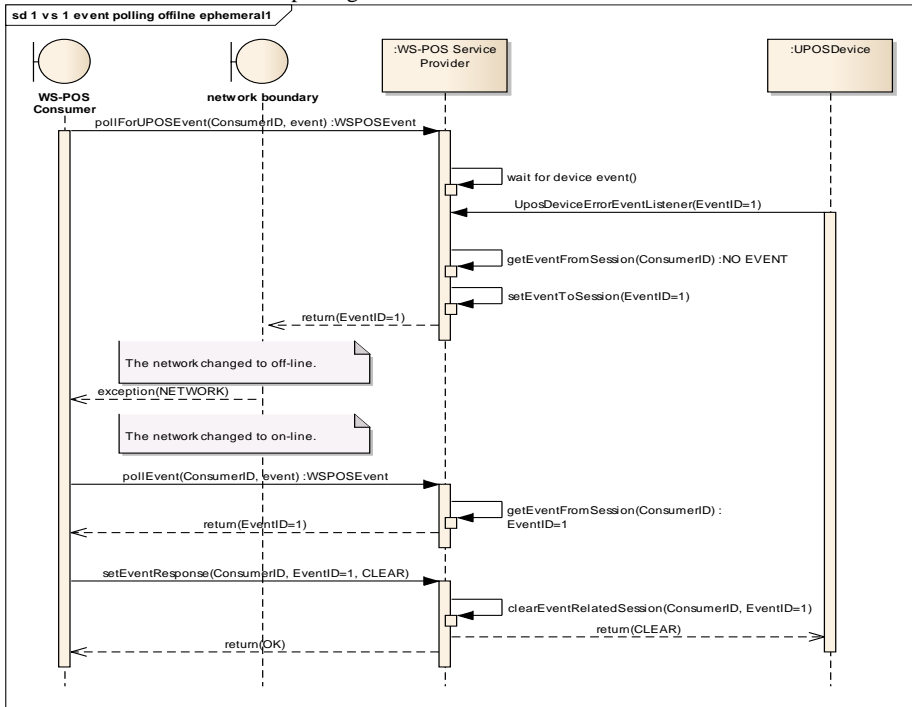 sd 1 v s 1 event polling offilne ephemeral1
:WS-POS Service
Provider
:UPOSDevice
WS-POS
Consumer
network boundary
pollForUPOSEvent(ConsumerID, event) :WSPOSEvent
wait for device event()
UposDeviceErrorEventListener(EventID=1)
getEventFromSession(ConsumerID) :NO EVENT
setEventToSession(EventID=1)
return(EventID=1)
The network changed to off-line.
exception(NETWORK)
The network changed to on-line.
pollEvent(ConsumerID, event) :WSPOSEvent
getEventFromSession(ConsumerID) :
EventID=1
return(EventID=1)
setEventResponse(ConsumerID, EventID=1, CLEAR)
clearEventRelatedSession(ConsumerID, EventID=1)
return(CLEAR)
return(OK)